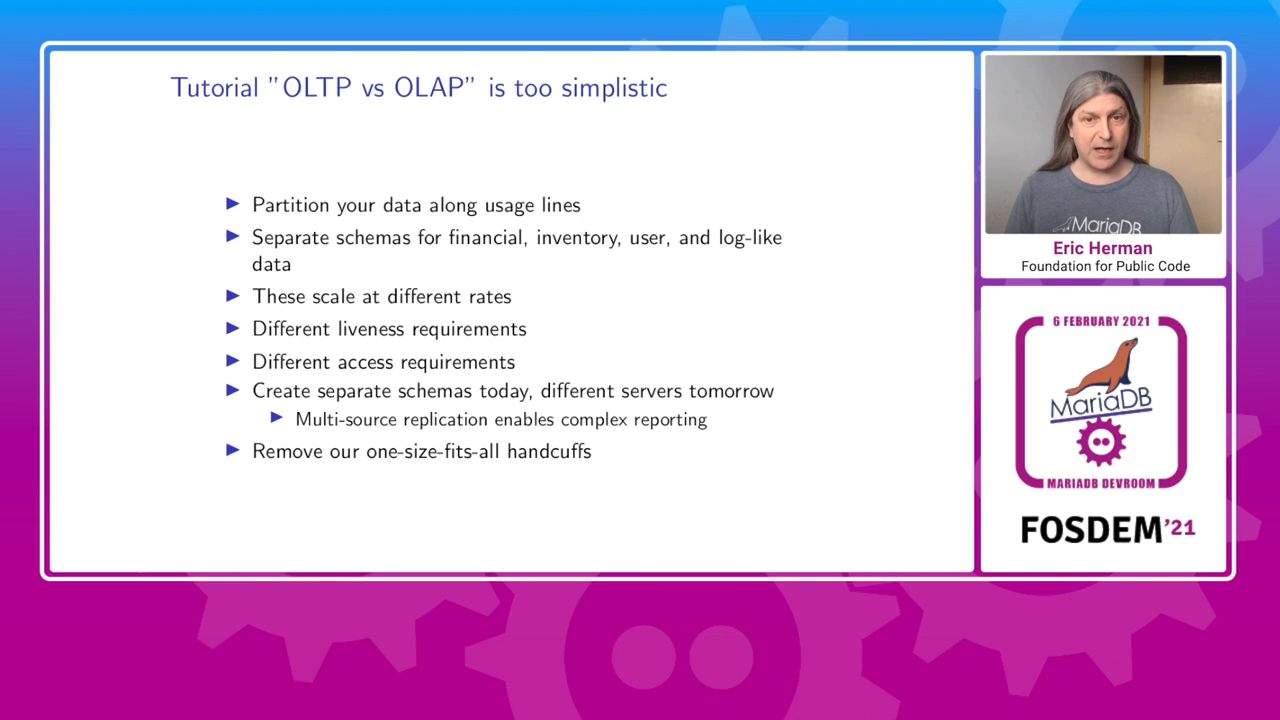 Tutorial "OLTP vs OLAP" is too simplistic
Partition your data along usage lines
Separate schemas for financial, inventory, user, and log-like
data
These scale at different rates
Different liveness requirements
Different access requirements
Create separate schemas today, different servers tomorrow
Multi-source replication enables complex reporting
Remove our one-size-fits-all handcuffs
MariaDB
Eric Herman
Foundation for Public Code
6 FEBRUARY 2021
MariaDB
MARIADB DEVROOM
FOSDEM'21